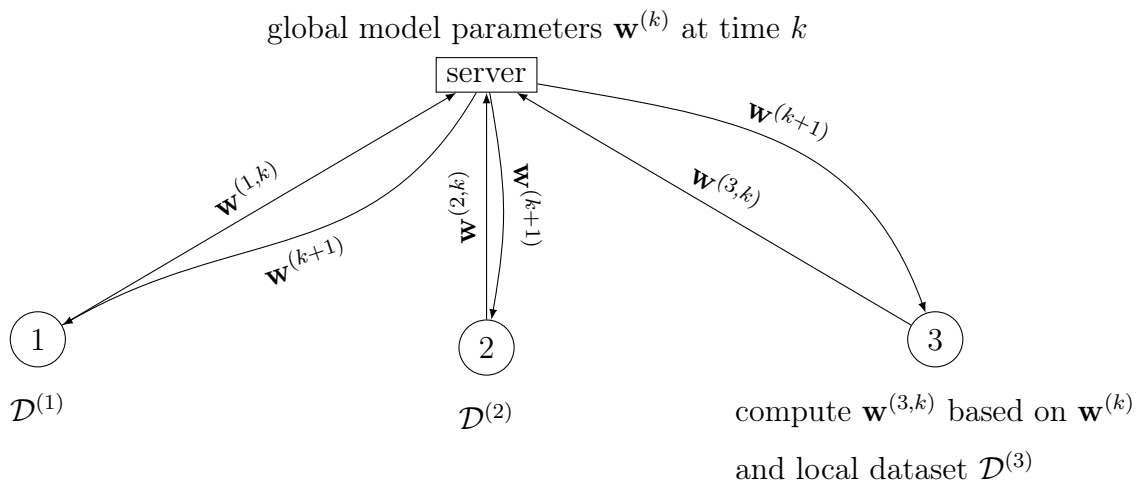 global model parameters w^(k) at time k
server
w^(k+1)
w^(1,k)
w^(2,k)
w^(k+1)
w^(3,k)
w^(k+1)
1
2
3
𝒟^(1)
𝒟^(2)
compute w^(3,k) based on w^(k)
and local dataset 𝒟^(3)